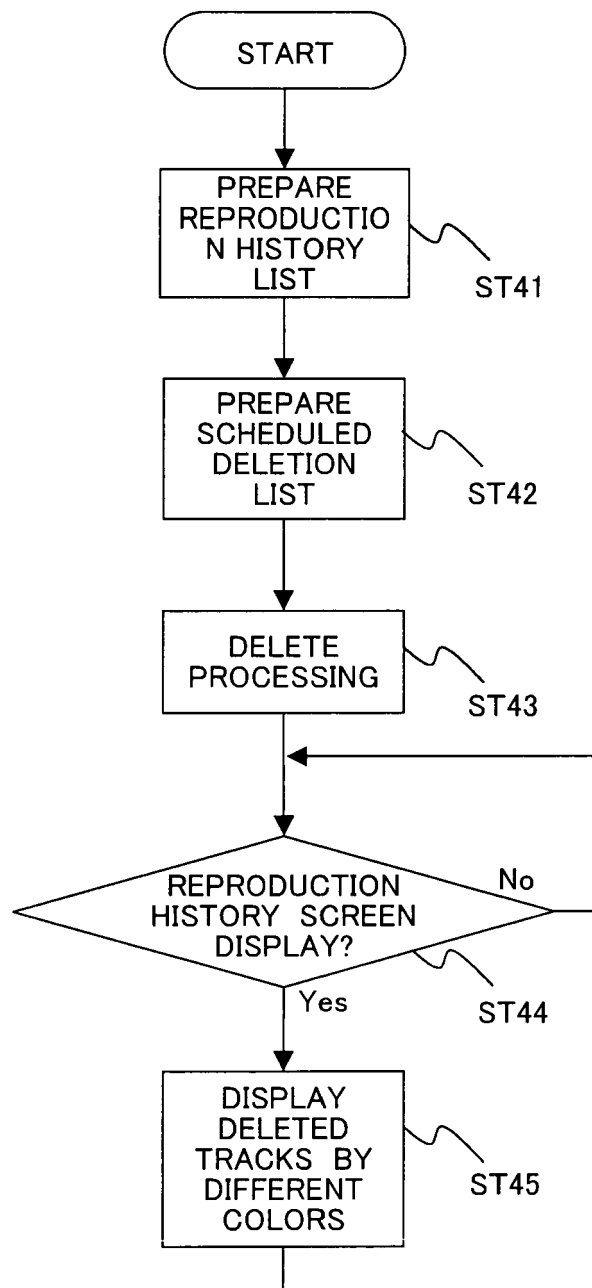 START
PREPARE
REPRODUCTIO
N HISTORY
LIST
ST41
PREPARE
SCHEDULED
DELETION
LIST
ST42
DELETE
PROCESSING
ST43
REPRODUCTION
HISTORY SCREEN
DISPLAY?
No
ST44
Yes
DISPLAY
DELETED
TRACKS BY
DIFFERENT
COLORS
ST45